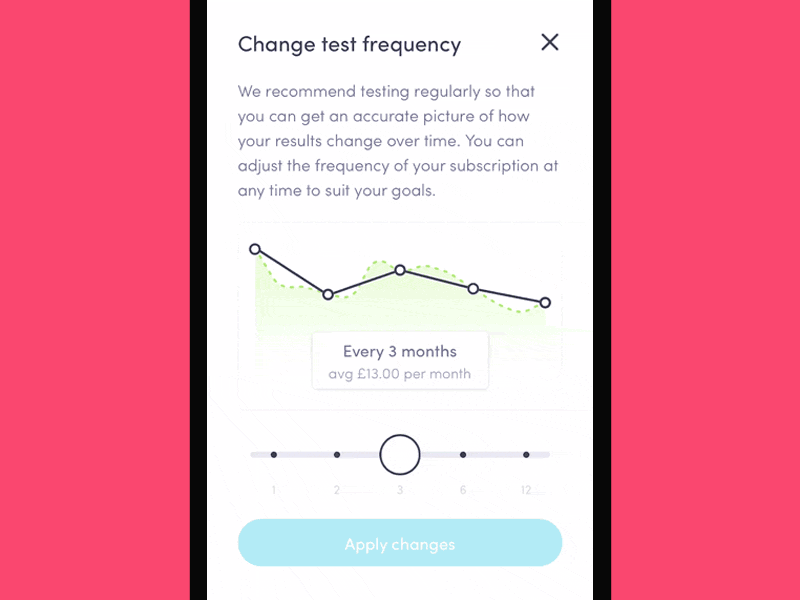 Change test frequency
We recommend testing regularly so that
you can get an accurate picture of how
your results change over time. You can
adjust the frequency of your subscription at
any time to suit your goals.
Every 3 months
avg £13.00 per month
1 2 3 6 12
Apply changes